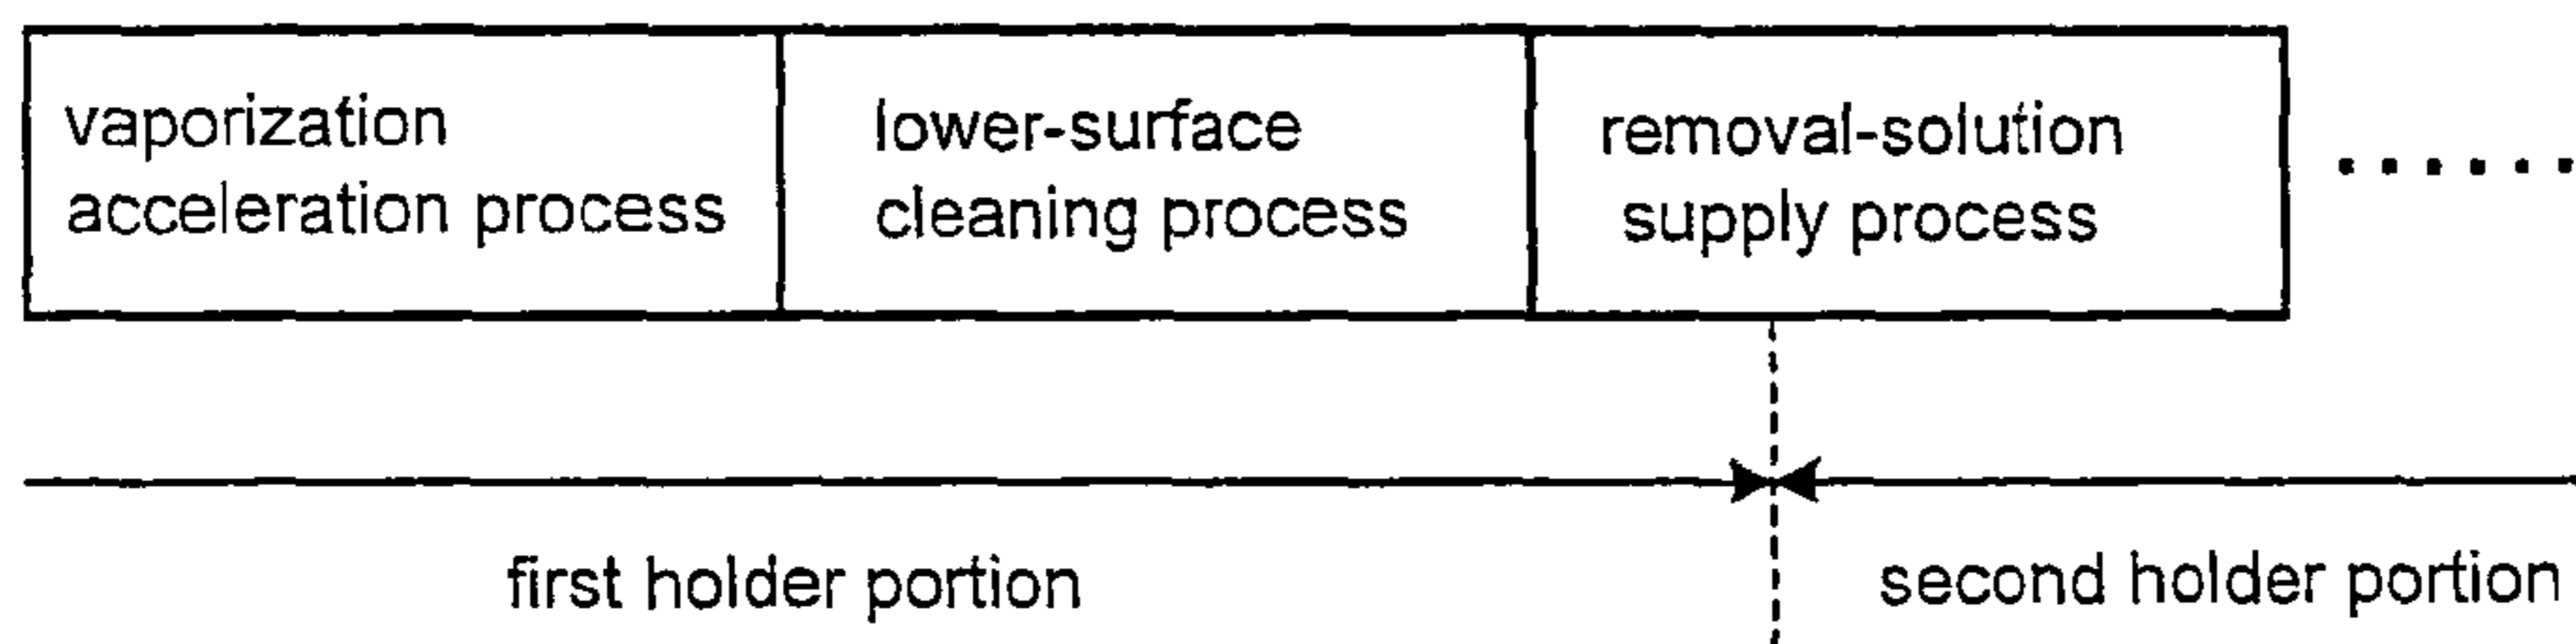 vaporization
acceleration process
lower-surface
cleaning process
removal-solution
supply process
......
first holder portion
second holder portion